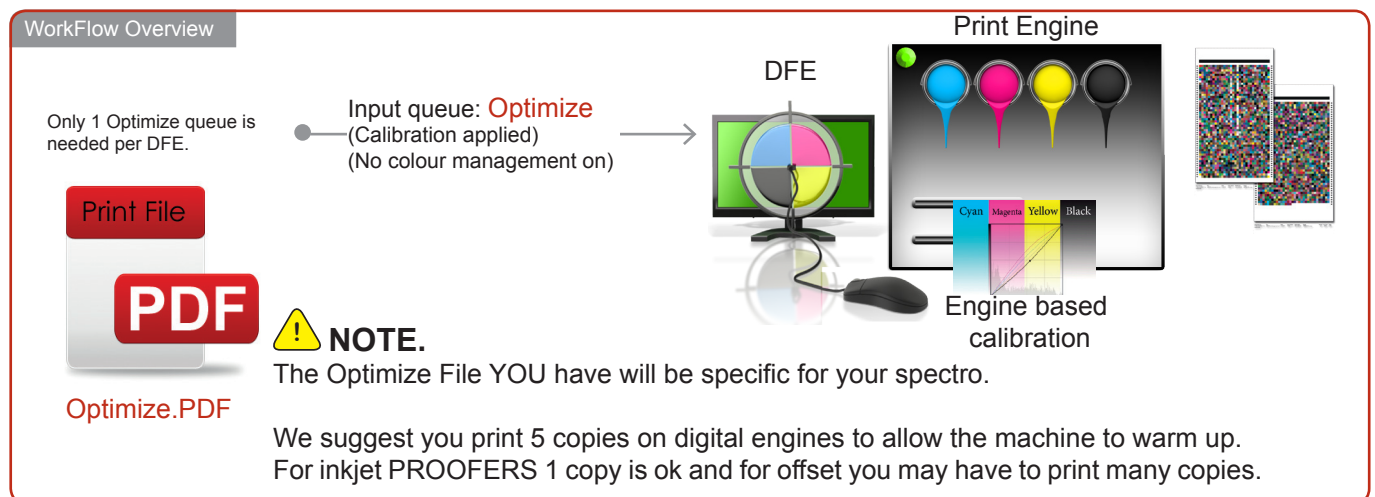 WorkFlow Overview
Print Engine
DFE
Only 1 Optimize queue is
needed per DFE.
Input queue: Optimize
(Calibration applied)
(No colour management on)
Print File
PDF
Optimize.PDF
Cyan Magenta Yellow Black
Engine based
calibration
! NOTE.
The Optimize File YOU have will be specific for your spectro.
We suggest you print 5 copies on digital engines to allow the machine to warm up.
For inkjet PROOFERS 1 copy is ok and for offset you may have to print many copies.